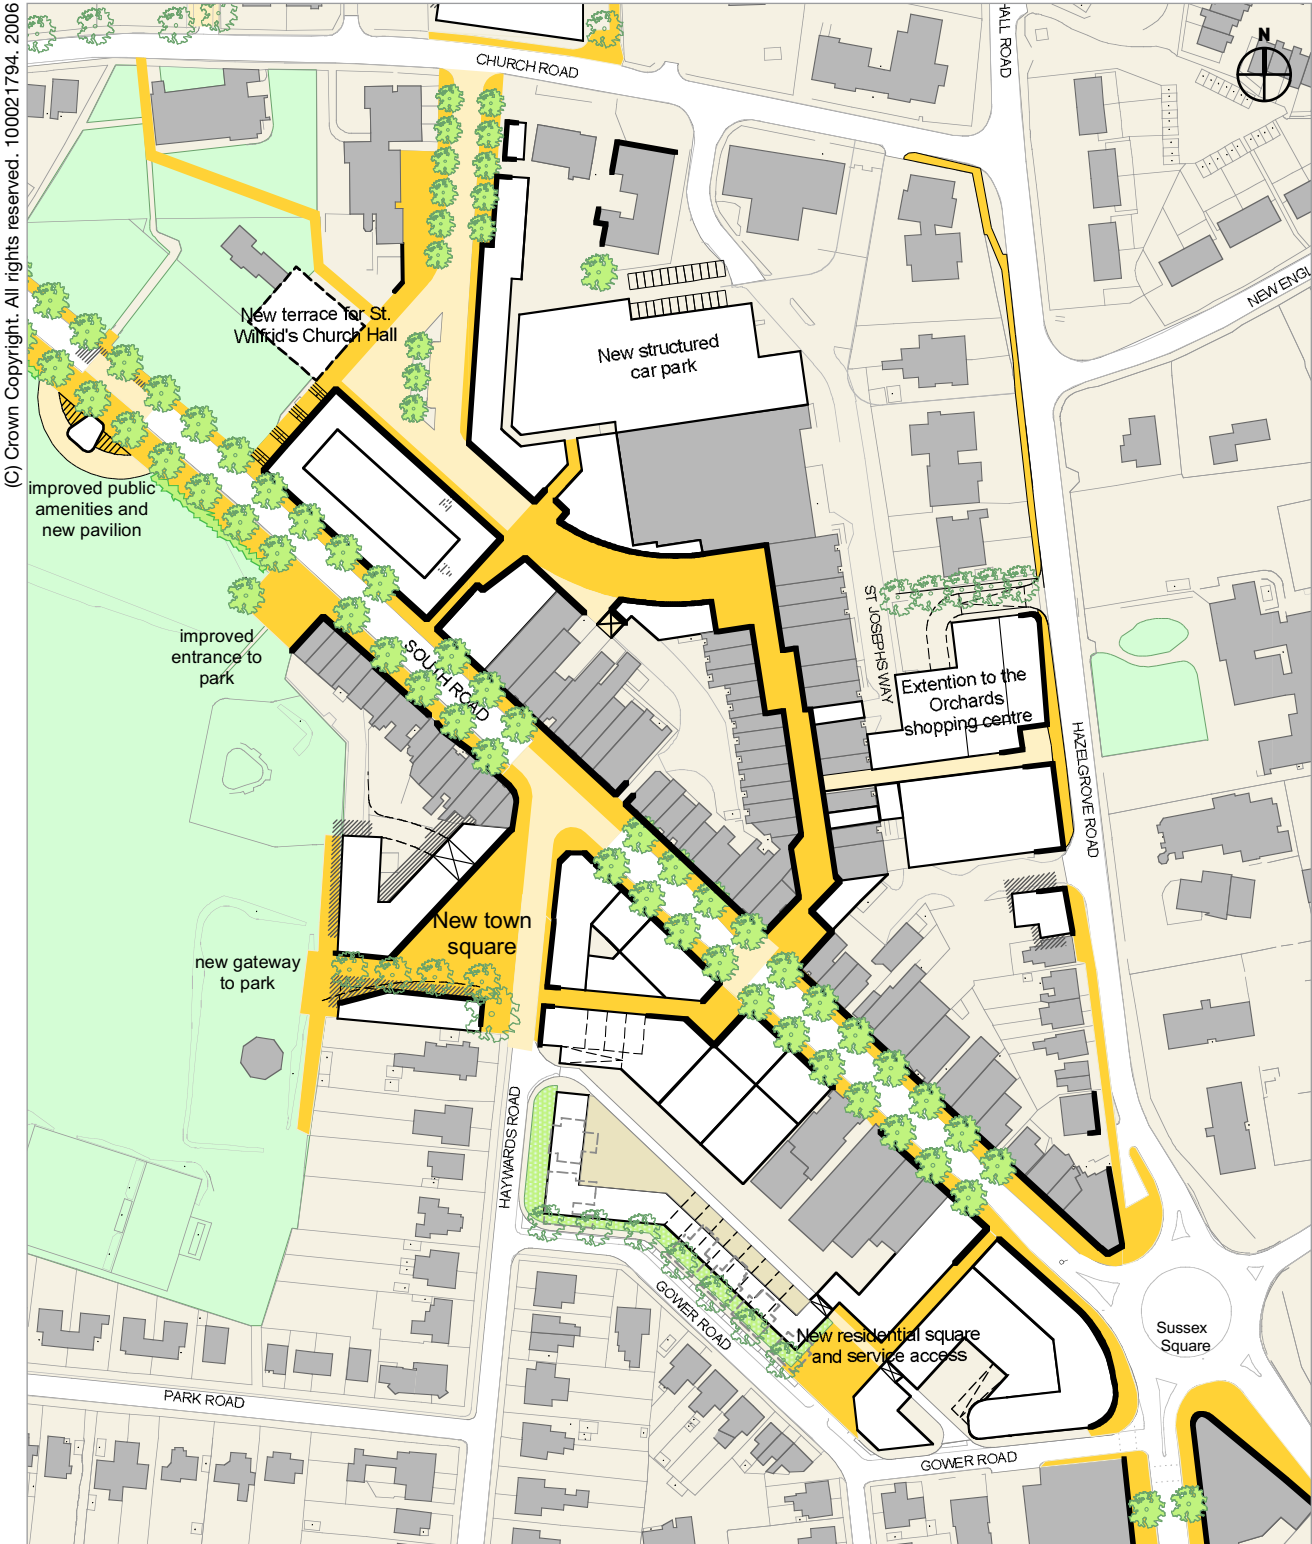 (C) Crown Copyright. All rights reserved. 100021794. 2006
CHURCH ROAD
HALL ROAD
N
NEW ENGL
New terrace for St.
Wilfrid's Church Hall
New structured
car park
improved public
amenities and
new pavilion
improved
entrance to
park
SOUTH ROAD
ST. JOSEPHS WAY
Extention to the
Orchards
shopping centre
HAZELGROVE ROAD
New town
square
new gateway
to park
HAYWARDS ROAD
GOWER ROAD
New residential square
and service access
Sussex
Square
PARK ROAD
GOWER ROAD